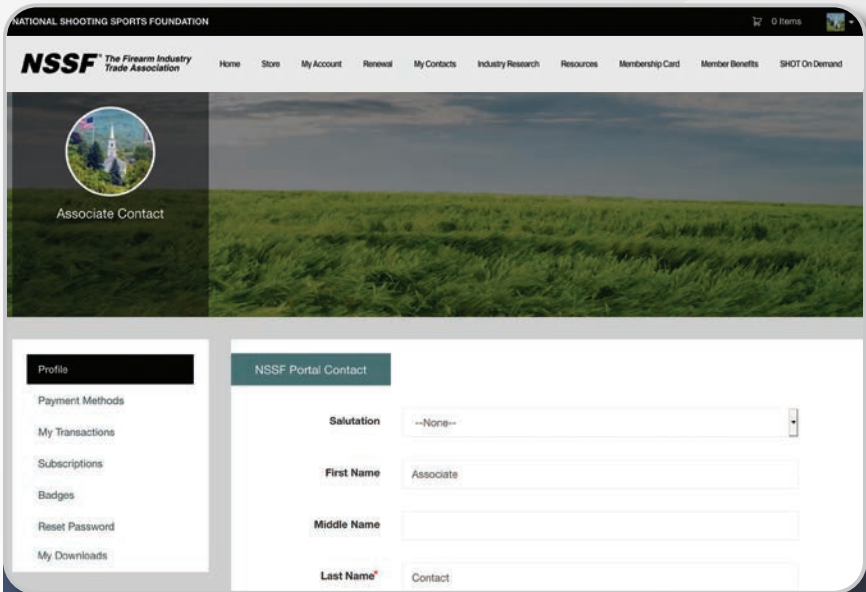 NATIONAL SHOOTING SPORTS FOUNDATION
0 Items
NSSF® The Firearm Industry
Trade Association
Home Store My Account Renewal My Contacts Industry Research Resources Membership Card Member Benefits SHOT On Demand
Associate Contact
Profile
Payment Methods
My Transactions
Subscriptions
Badges
Reset Password
My Downloads
NSSF Portal Contact
Salutation --None--
First Name Associate
Middle Name
Last Name* Contact